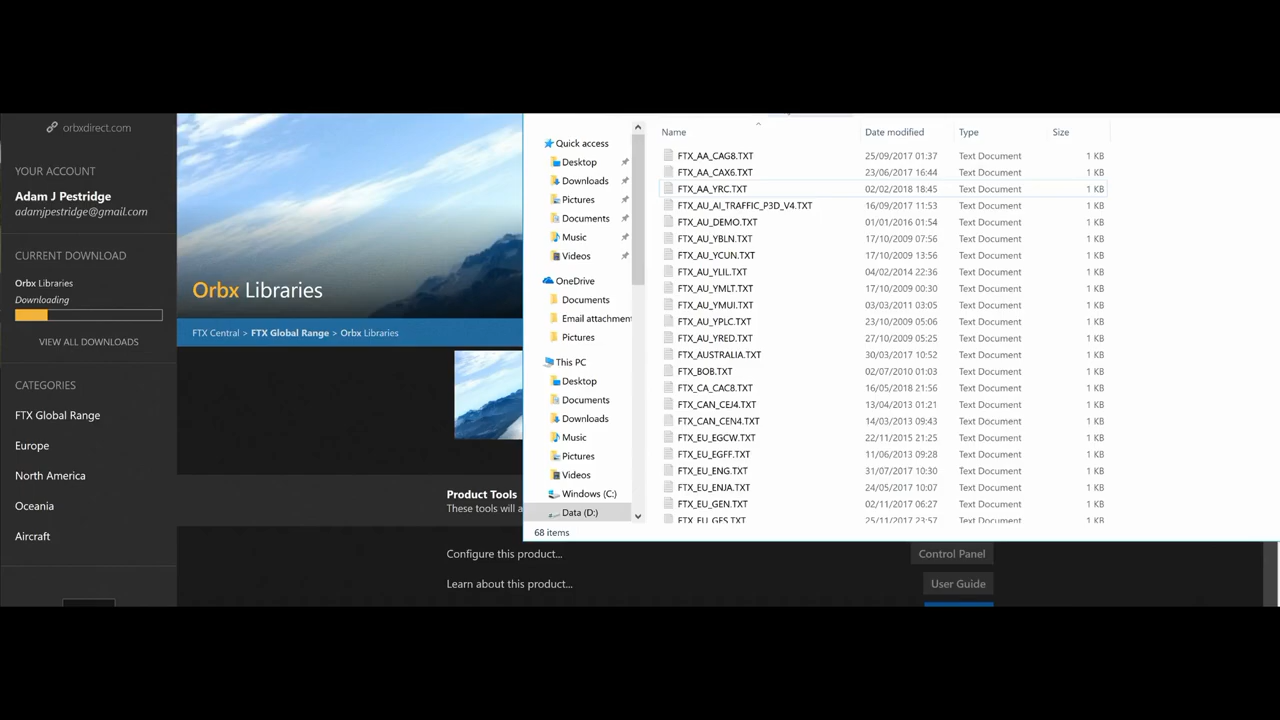 orbxdirect.com
YOUR ACCOUNT
Adam J Pestridge
adamjpestridge@gmail.com
CURRENT DOWNLOAD
Orbx Libraries
Downloading
VIEW ALL DOWNLOADS
CATEGORIES
FTX Global Range
Europe
North America
Oceania
Aircraft
Orbx Libraries
FTX Central > FTX Global Range > Orbx Libraries
Product Tools
These tools will a
Configure this product...
Control Panel
Learn about this product...
User Guide
Quick access
Desktop
Downloads
Pictures
Documents
Music
Videos
OneDrive
Documents
Email attachment
Pictures
This PC
Desktop
Documents
Downloads
Music
Pictures
Videos
Windows (C:)
Data (D:)
Name Date modified Type Size
FTX_AA_CAG8.TXT 25/09/2017 01:37 Text Document 1 KB
FTX_AA_CAX6.TXT 23/06/2017 16:44 Text Document 1 KB
FTX_AA_YRC.TXT 02/02/2018 18:45 Text Document 1 KB
FTX_AU_AI_TRAFFIC_P3D_V4.TXT 16/09/2017 11:53 Text Document 1 KB
FTX_AU_DEMO.TXT 01/01/2016 01:54 Text Document 1 KB
FTX_AU_YBLN.TXT 17/10/2009 07:56 Text Document 1 KB
FTX_AU_YCUN.TXT 17/10/2009 13:56 Text Document 1 KB
FTX_AU_YLIL.TXT 04/02/2014 22:36 Text Document 1 KB
FTX_AU_YMLT.TXT 17/10/2009 00:30 Text Document 1 KB
FTX_AU_YMUI.TXT 03/03/2011 03:05 Text Document 1 KB
FTX_AU_YPLC.TXT 23/10/2009 05:06 Text Document 1 KB
FTX_AU_YRED.TXT 27/10/2009 05:25 Text Document 1 KB
FTX_AUSTRALIA.TXT 30/03/2017 10:52 Text Document 1 KB
FTX_BOB.TXT 02/07/2010 01:03 Text Document 1 KB
FTX_CA_CAC8.TXT 16/05/2018 21:56 Text Document 1 KB
FTX_CAN_CEJ4.TXT 13/04/2013 01:21 Text Document 1 KB
FTX_CAN_CEN4.TXT 14/03/2013 09:43 Text Document 1 KB
FTX_EU_EGCW.TXT 22/11/2015 21:25 Text Document 1 KB
FTX_EU_EGFF.TXT 11/06/2013 09:28 Text Document 1 KB
FTX_EU_ENG.TXT 31/07/2017 10:30 Text Document 1 KB
FTX_EU_ENJA.TXT 24/05/2017 10:07 Text Document 1 KB
FTX_EU_GEN.TXT 02/11/2017 06:27 Text Document 1 KB
FTX_EU_GES.TXT 25/11/2017 23:57 Text Document 1 KB
68 items